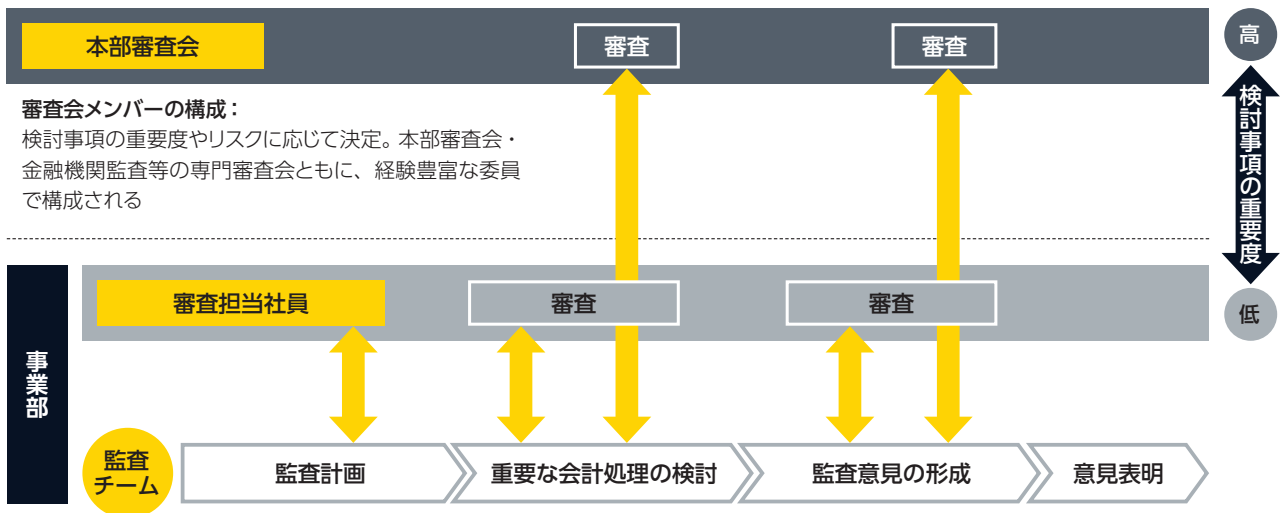 本部審査会
審査
審査
高
審査会メンバーの構成：
検討事項の重要度やリスクに応じて決定。本部審査会・
金融機関監査等の専門審査会ともに、経験豊富な委員
で構成される
検討事項の重要度
事業部
審査担当社員
審査
審査
低
監査
チーム
監査計画
重要な会計処理の検討
監査意見の形成
意見表明